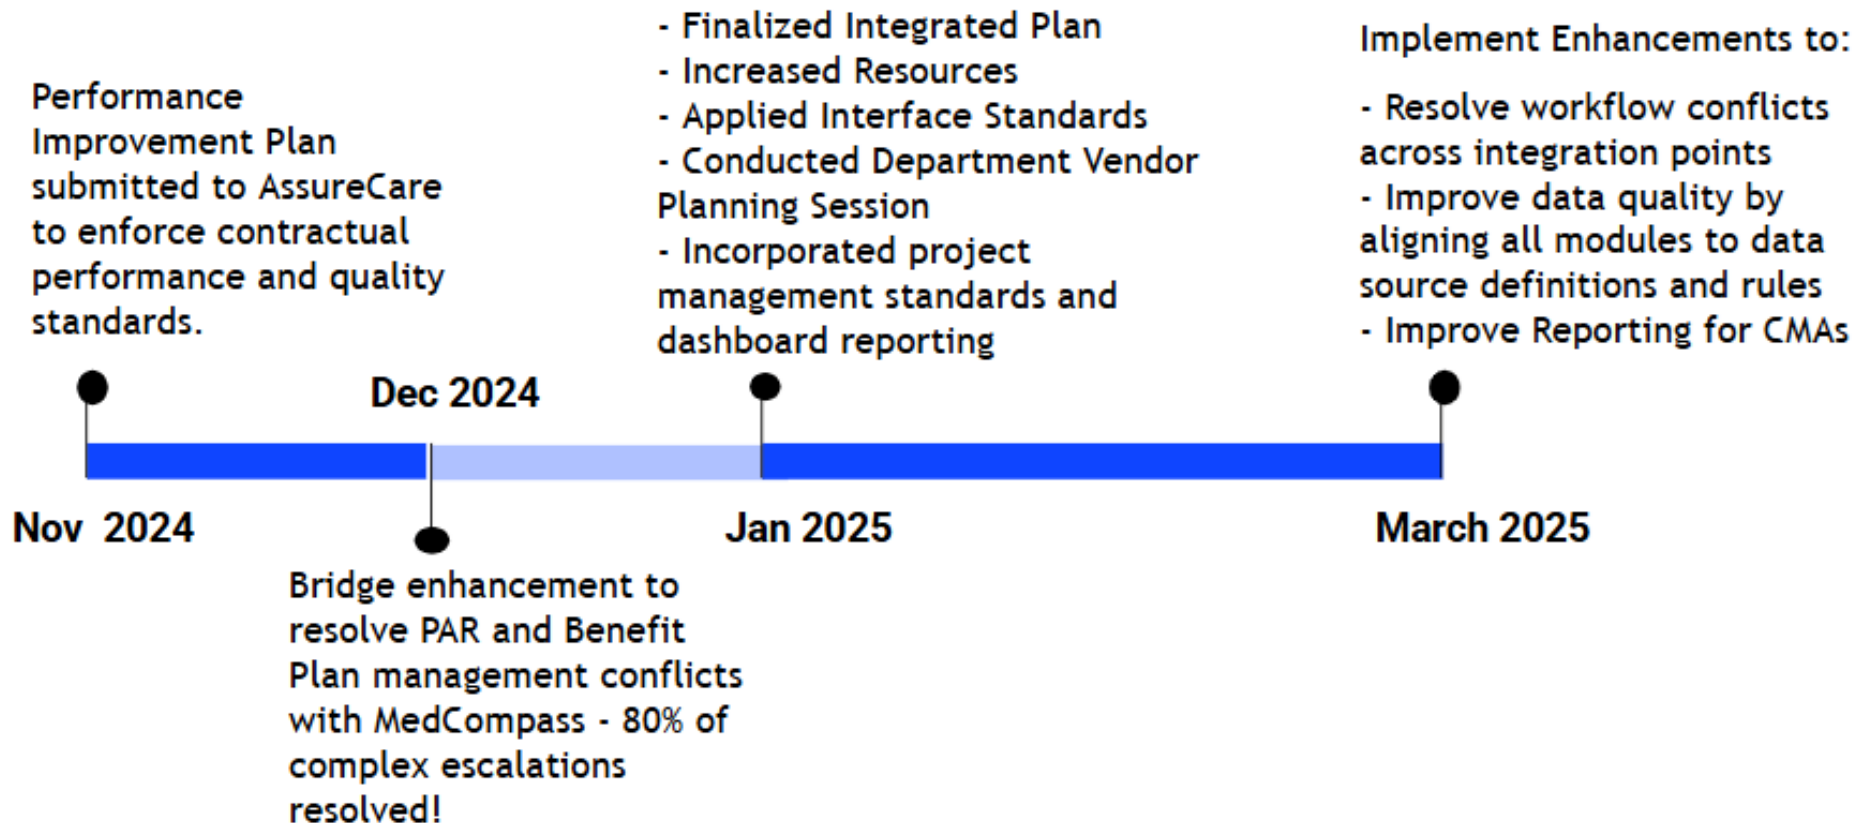 Performance
Improvement Plan
submitted to AssureCare
to enforce contractual
performance and quality
standards.
Nov  2024
Dec 2024
Bridge enhancement to
resolve PAR and Benefit
Plan management conflicts
with MedCompass - 80% of
complex escalations
resolved!
- Finalized Integrated Plan
- Increased Resources
- Applied Interface Standards
- Conducted Department Vendor
Planning Session
- Incorporated project
management standards and
dashboard reporting
Jan 2025
Implement Enhancements to:
- Resolve workflow conflicts
across integration points
- Improve data quality by
aligning all modules to data
source definitions and rules
- Improve Reporting for CMAs
March 2025